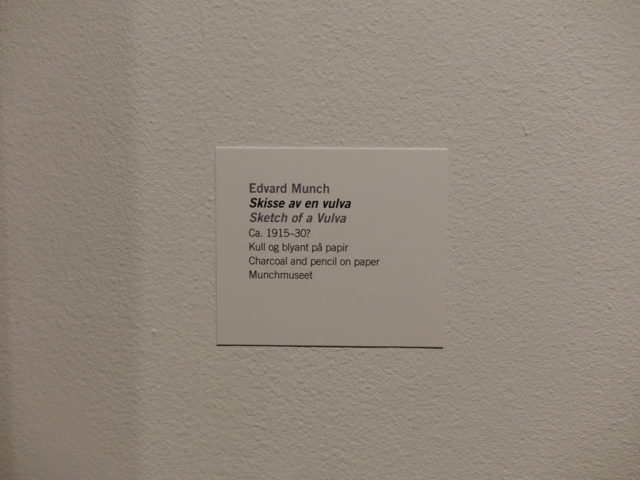 Edvard Munch
Skisse av en vulva
Sketch of a Vulva
Ca. 1915–30?
Kull og blyant på papir
Charcoal and pencil on paper
Munchmuseet